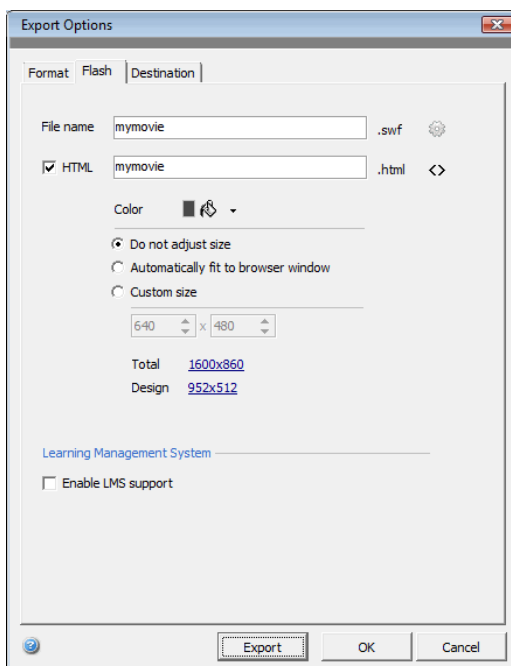 Export Options
Format Flash Destination
File name mymovie .swf
HTML mymovie .html
Color
Do not adjust size
Automatically fit to browser window
Custom size
640 x 480
Total 1600x860
Design 952x512
Learning Management System
Enable LMS support
Export OK Cancel